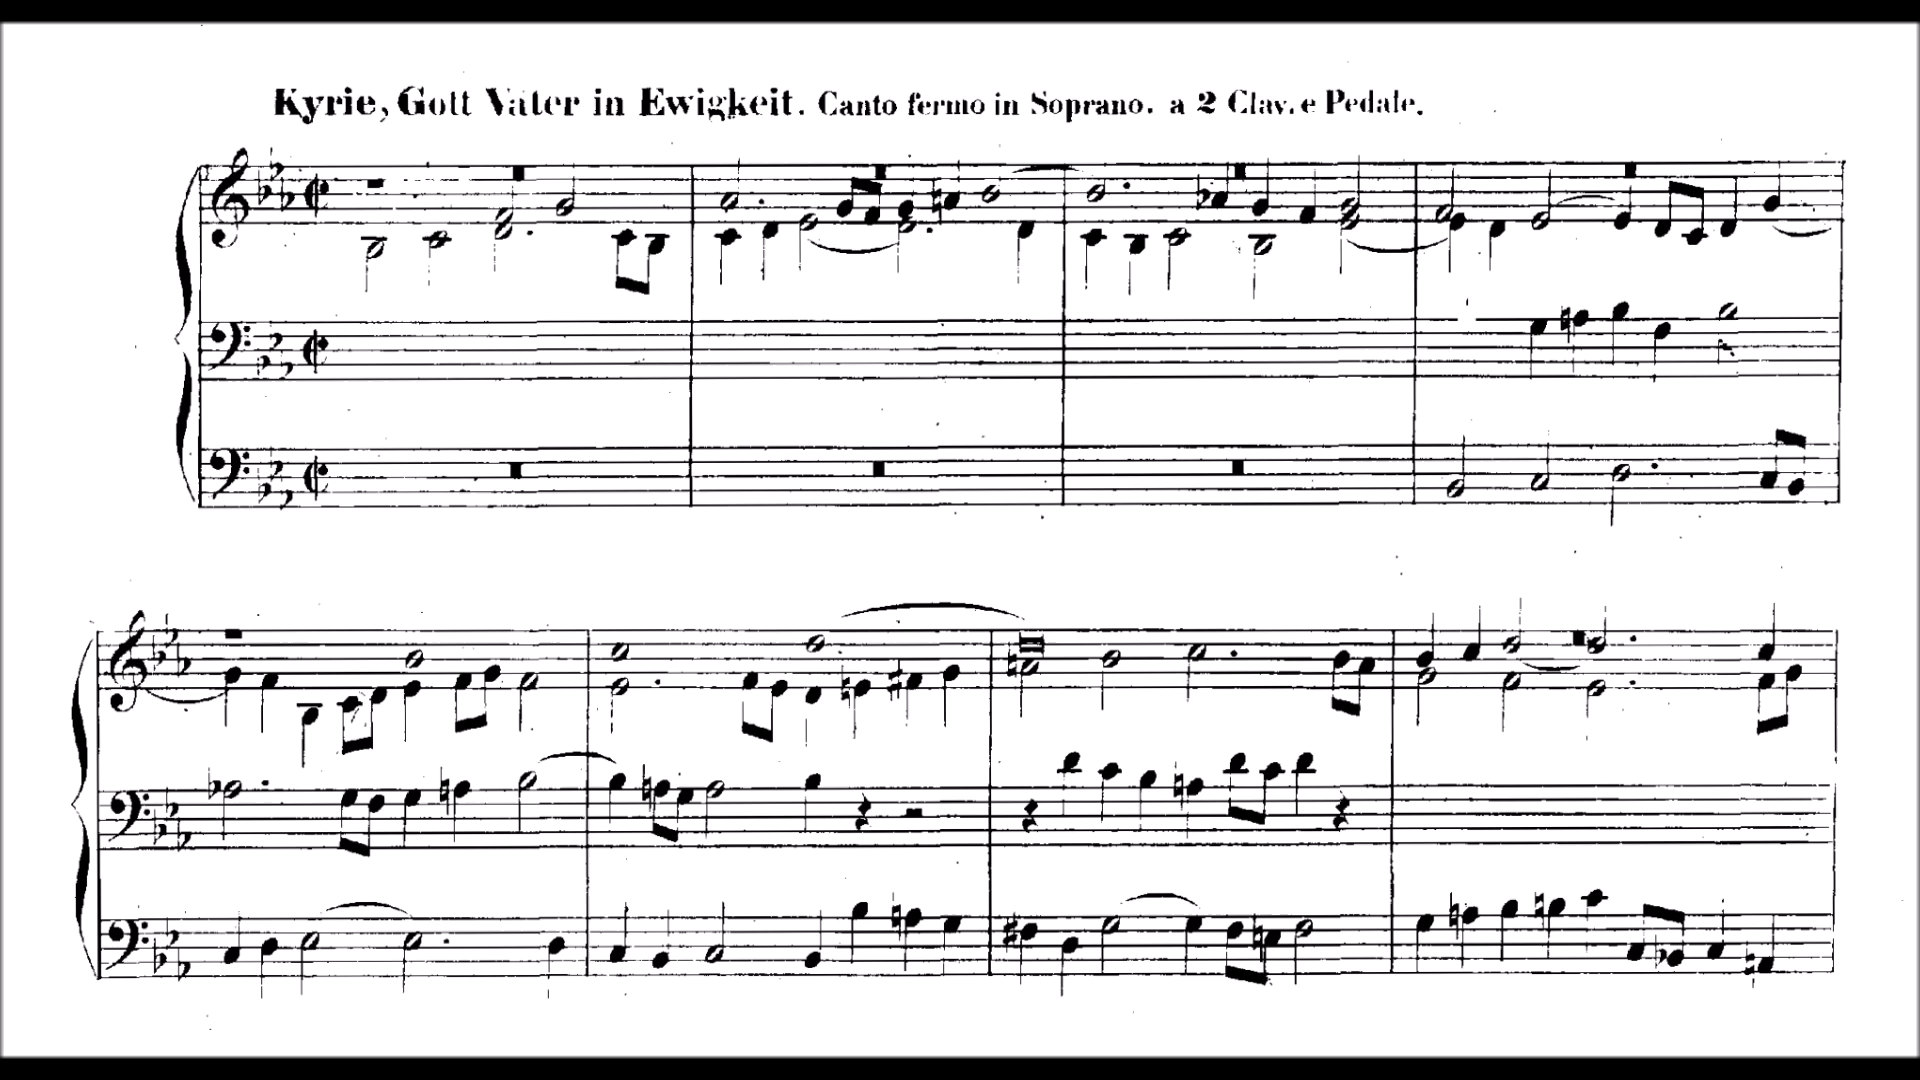 Kyrie, Gott Vater in Ewigkeit. Canto fermo in Soprano. a 2 Clav. e Pedale.